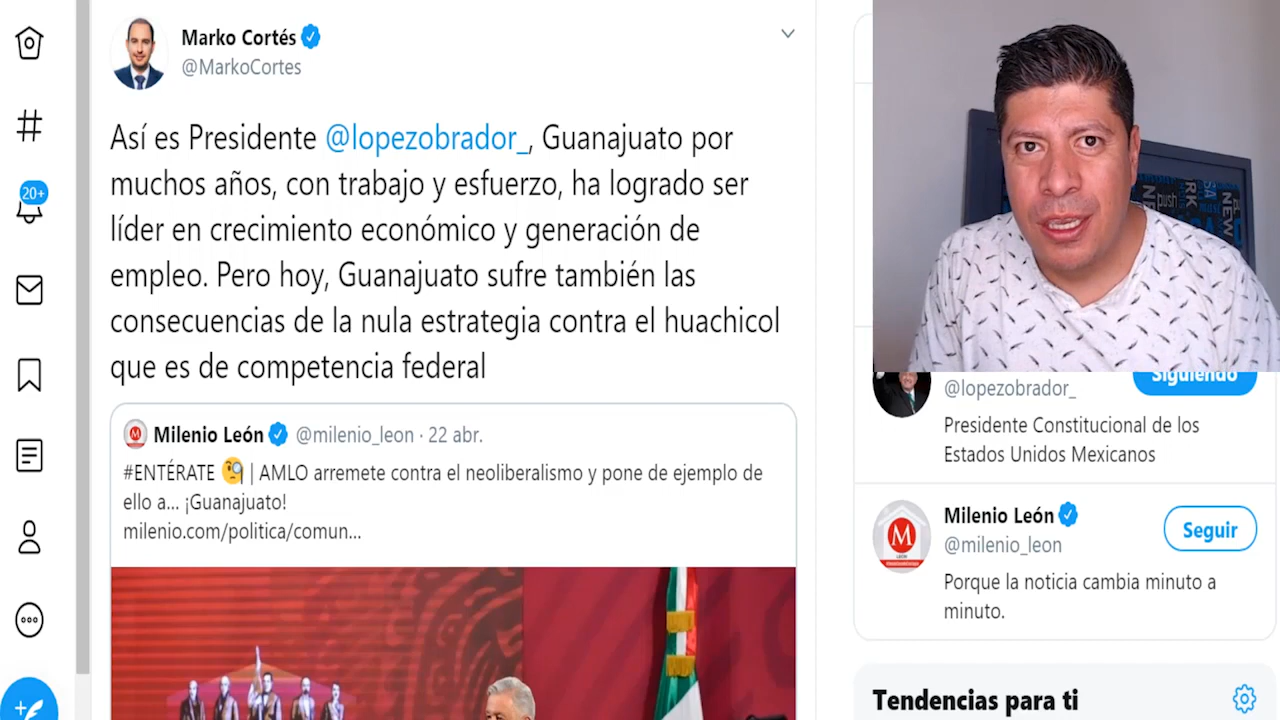 Marko Cortés
@MarkoCortes
Así es Presidente @lopezobrador_, Guanajuato por
muchos años, con trabajo y esfuerzo, ha logrado ser
líder en crecimiento económico y generación de
empleo. Pero hoy, Guanajuato sufre también las
consecuencias de la nula estrategia contra el huachicol
que es de competencia federal
Milenio León @milenio_leon · 22 abr.
#ENTÉRATE | AMLO arremete contra el neoliberalismo y pone de ejemplo de
ello a... ¡Guanajuato!
milenio.com/politica/comun...
20+
NEW
push
RK
NEW
Siguiendo
@lopezobrador_
Presidente Constitucional de los
Estados Unidos Mexicanos
M
Milenio León
Seguir
@milenio_leon
Porque la noticia cambia minuto a
minuto.
Tendencias para ti